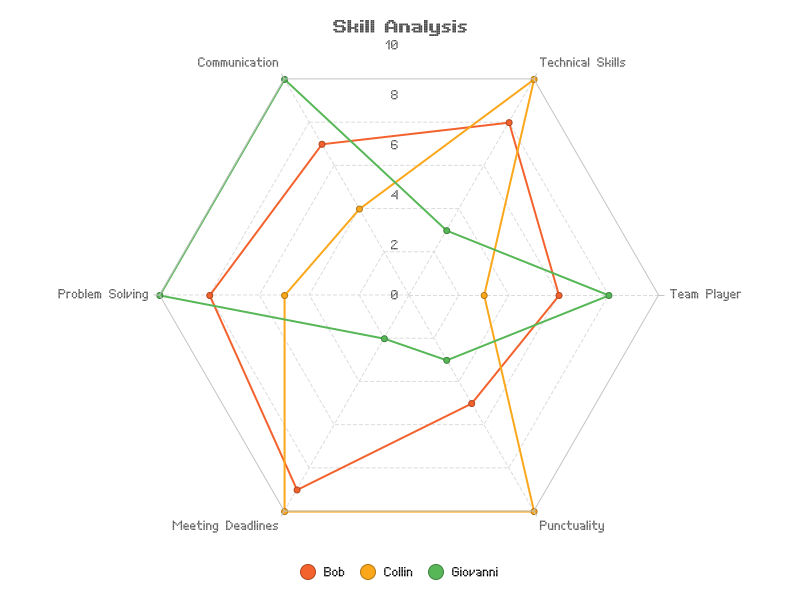 Skill Analysis
10
Communication
Technical Skills
8
6
4
2
Problem Solving
0
Team Player
Meeting Deadlines
Punctuality
Bob
Collin
Giovanni